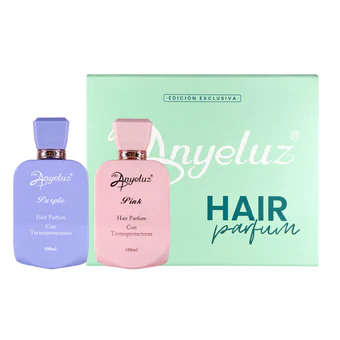 - EDICIÓN EXCLUSIVA -
Anyeluz®
HAIR
parfum
Anyeluz
Purple
Hair Parfum
Con
Termoprotectores
100ml
Anyeluz
Pink
Hair Parfum
Con
Termoprotectores
100ml